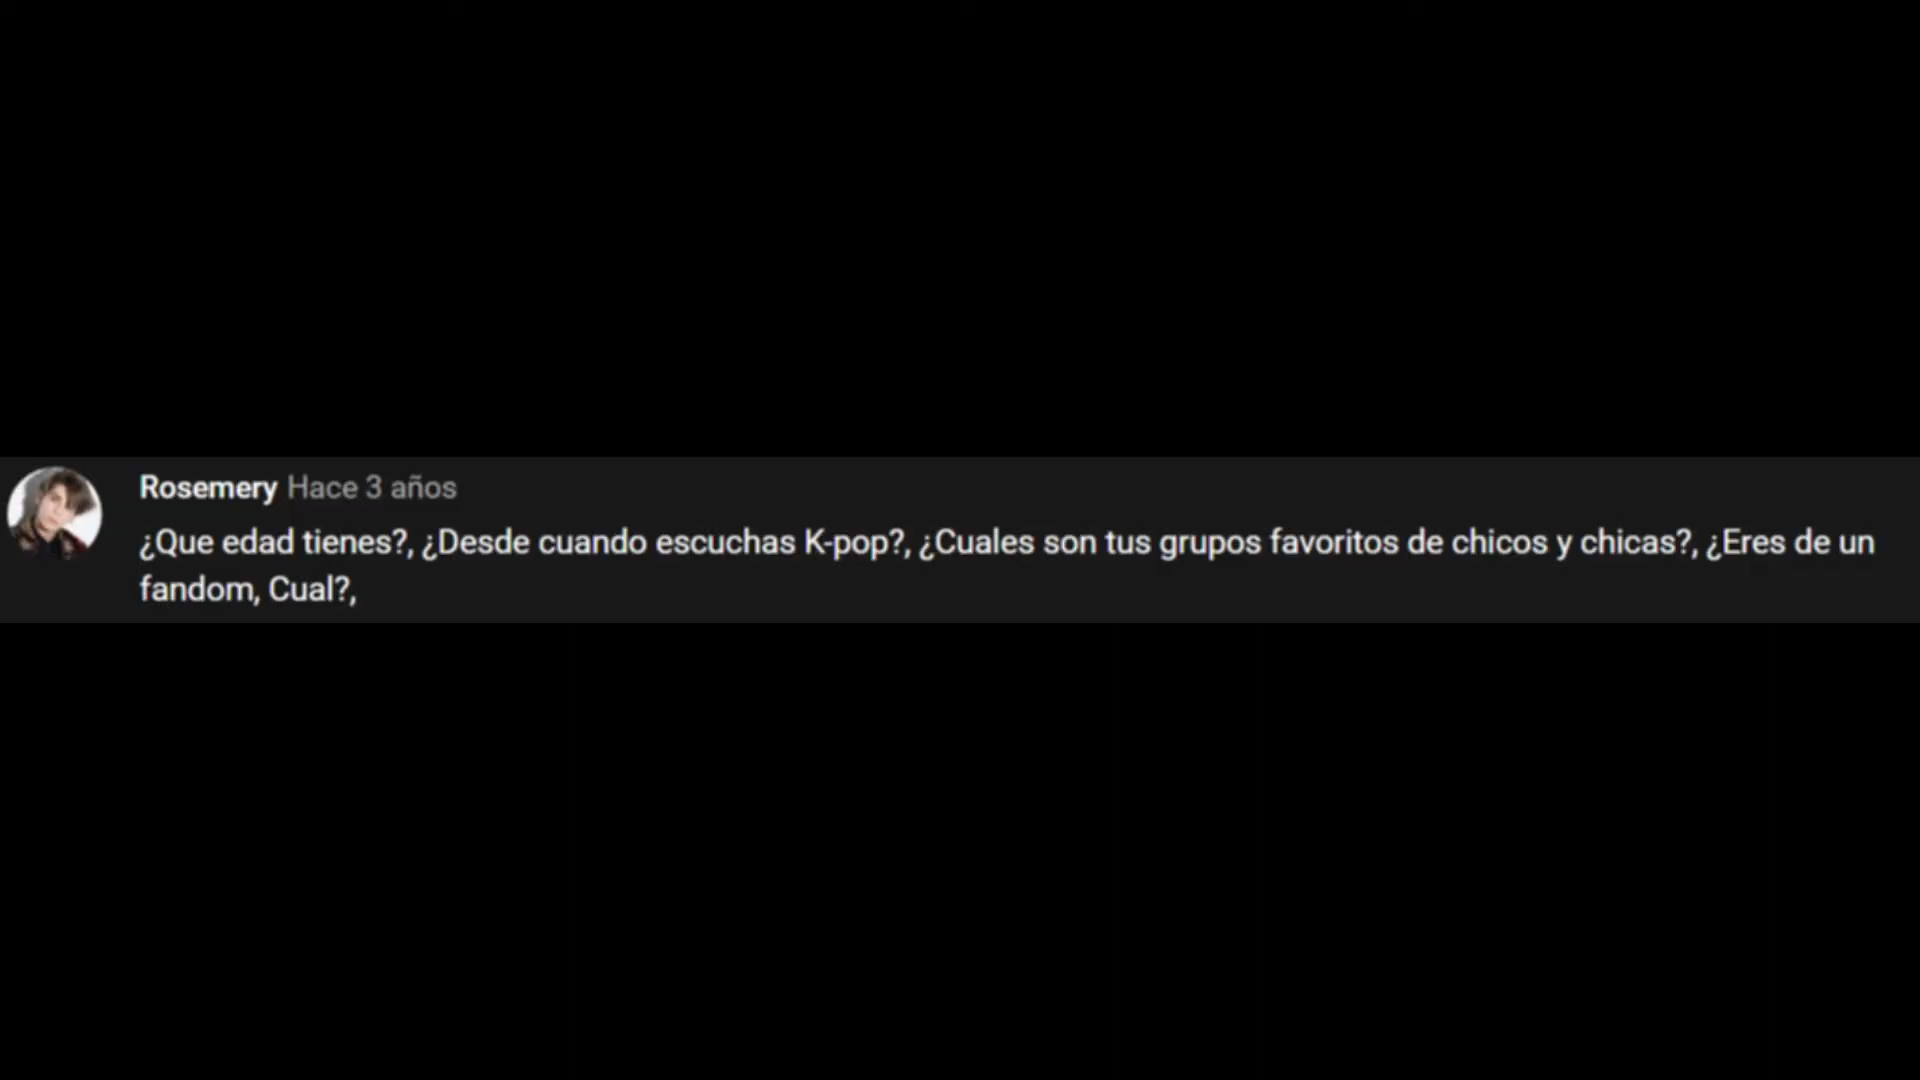 Rosemery Hace 3 años
¿Que edad tienes?, ¿Desde cuando escuchas K-pop?, ¿Cuales son tus grupos favoritos de chicos y chicas?, ¿Eres de un
fandom, Cual?,